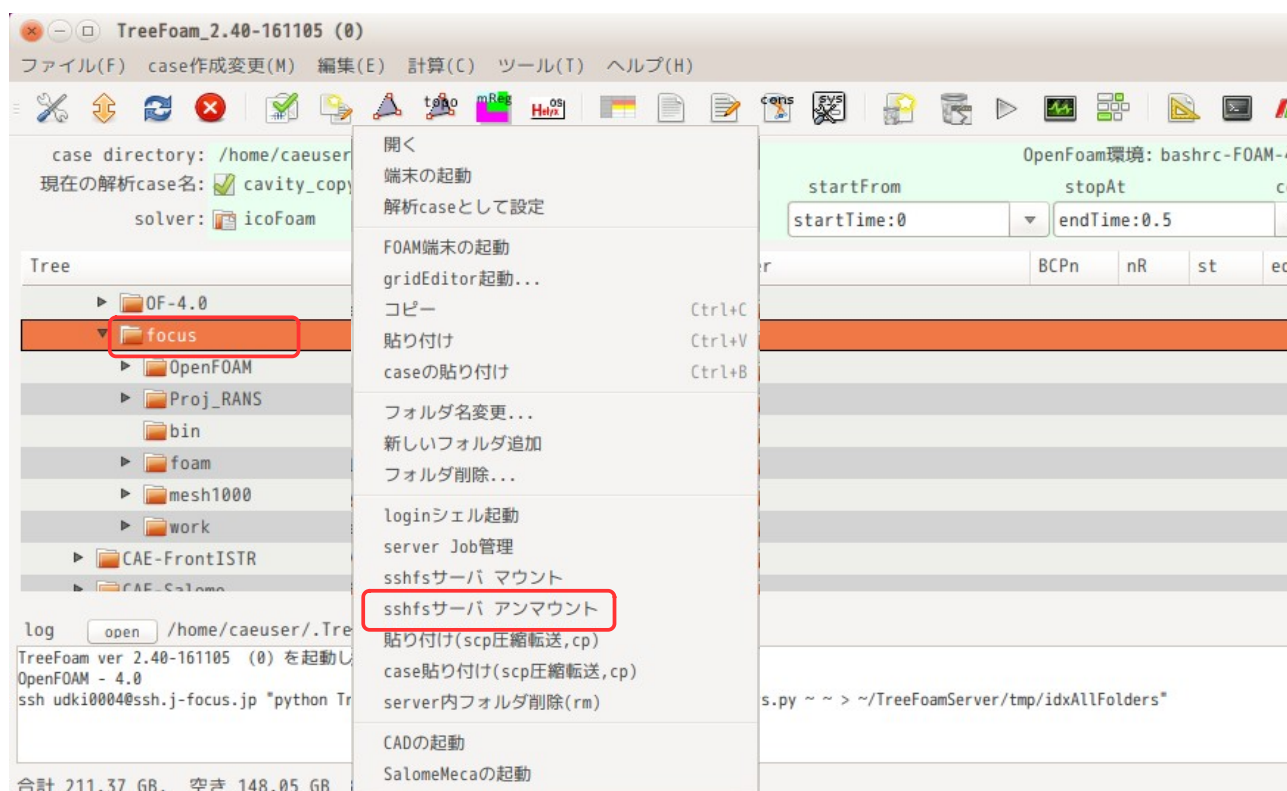 TreeFoam_2.40-161105 (0)
ファイル(F) case作成変更(M) 編集(E) 計算(C) ツール(T) ヘルプ(H)
topo mReg Helyx OS cons sys
case directory: /home/caeuser
OpenFoam環境: bashrc-FOAM-
現在の解析case名: cavity_copy
startFrom stopAt
solver: icoFoam
startTime:0 endTime:0.5
Tree BCPn nR st
OF-4.0
focus
OpenFOAM
Proj_RANS
bin
foam
mesh1000
work
CAE-FrontISTR
CAE-Salome
開く
端末の起動
解析caseとして設定
FOAM端末の起動
gridEditor起動...
コピー Ctrl+C
貼り付け Ctrl+V
caseの貼り付け Ctrl+B
フォルダ名変更...
新しいフォルダ追加
フォルダ削除...
loginシェル起動
server Job管理
sshfsサーバ マウント
sshfsサーバ アンマウント
貼り付け(scp圧縮転送,cp)
case貼り付け(scp圧縮転送,cp)
server内フォルダ削除(rm)
CADの起動
SalomeMecaの起動
log open /home/caeuser/.Tre
TreeFoam ver 2.40-161105 (0) を起動し
OpenFOAM - 4.0
ssh udki0004@ssh.j-focus.jp "python Tr s.py ~ ~ > ~/TreeFoamServer/tmp/idxAllFolders"
合計 211.37 GB, 空き 148.05 GB